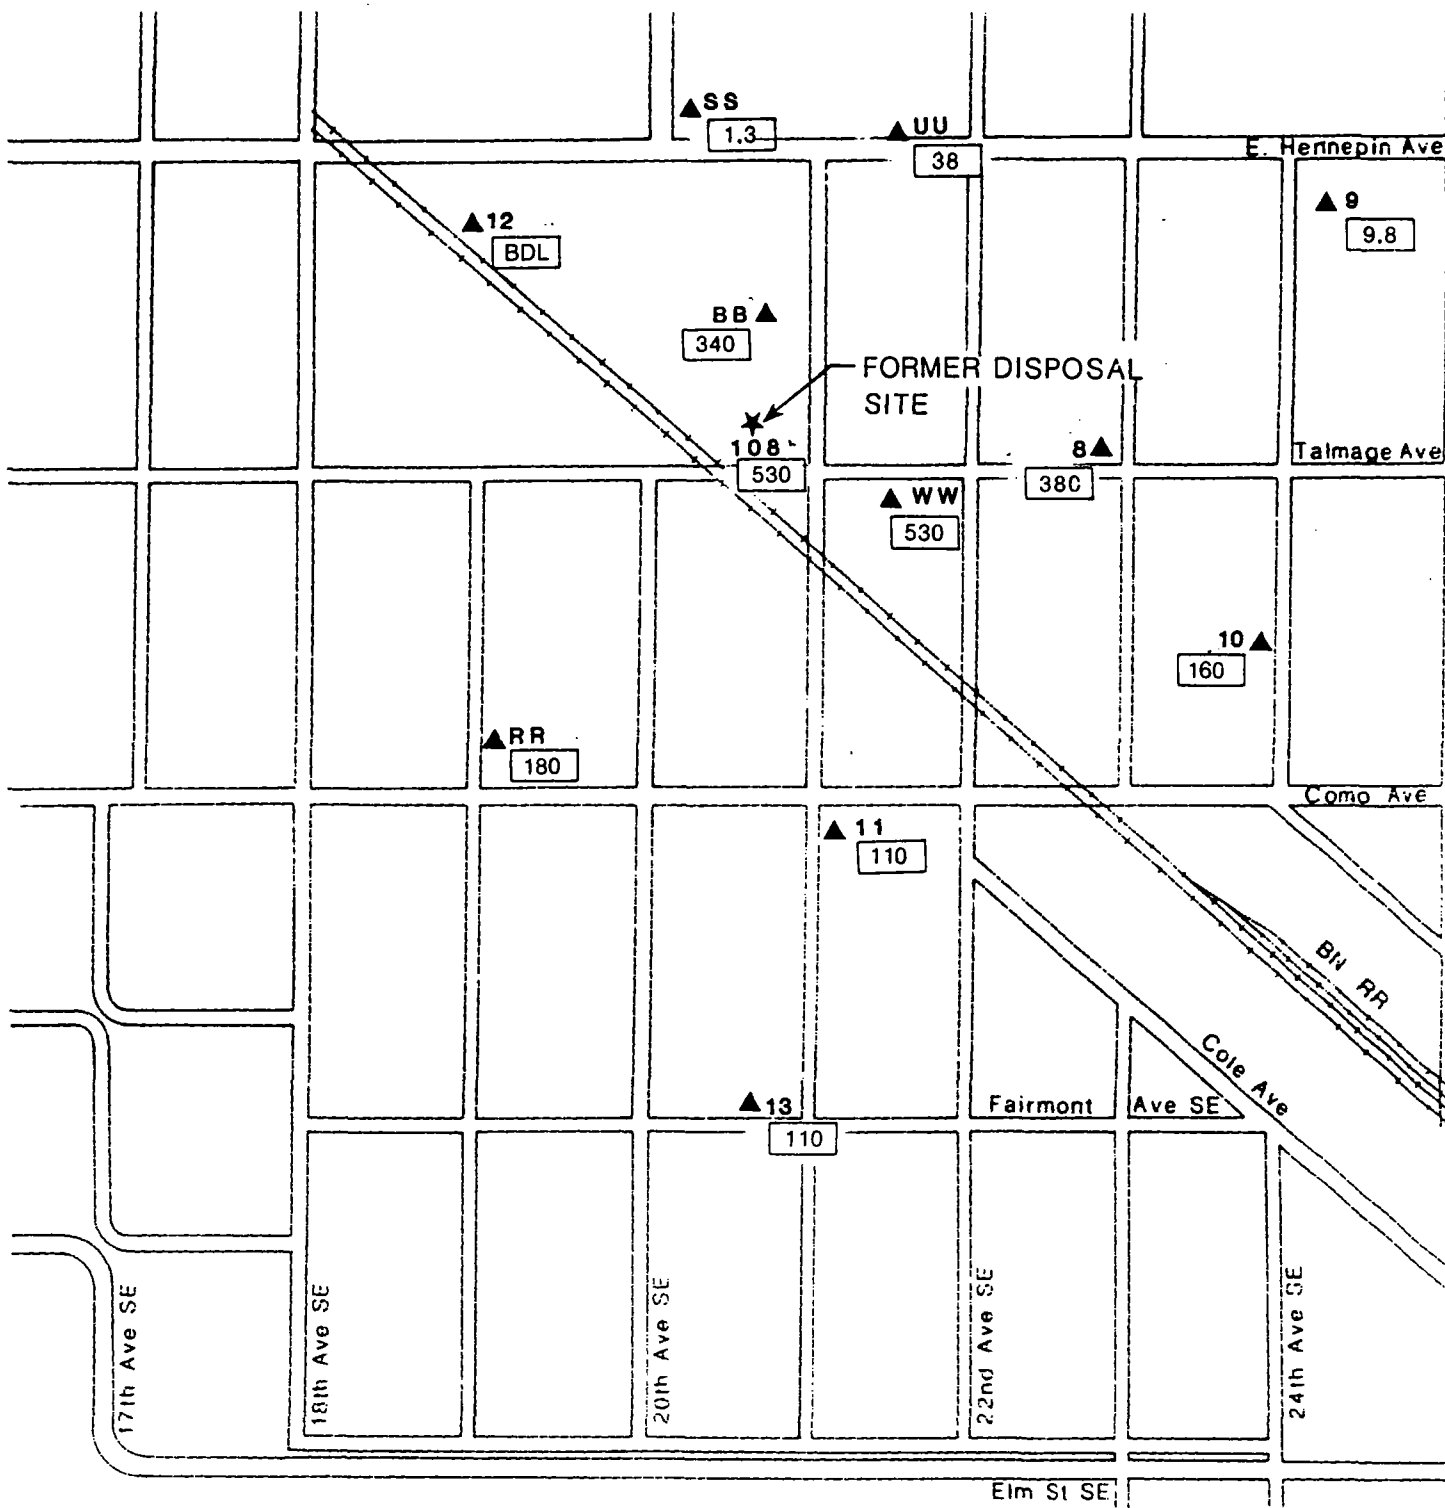 SS
1.3
UU
38
E. Hennepin Ave
9
9.8
12
BDL
BB
340
FORMER DISPOSAL
SITE
108
530
8
380
Talmage Ave
WW
530
10
160
RR
180
Como Ave
11
110
BN RR
Cole Ave
13
110
Fairmont Ave SE
17th Ave SE
18th Ave SE
20th Ave SE
22nd Ave SE
24th Ave SE
Elm St SE